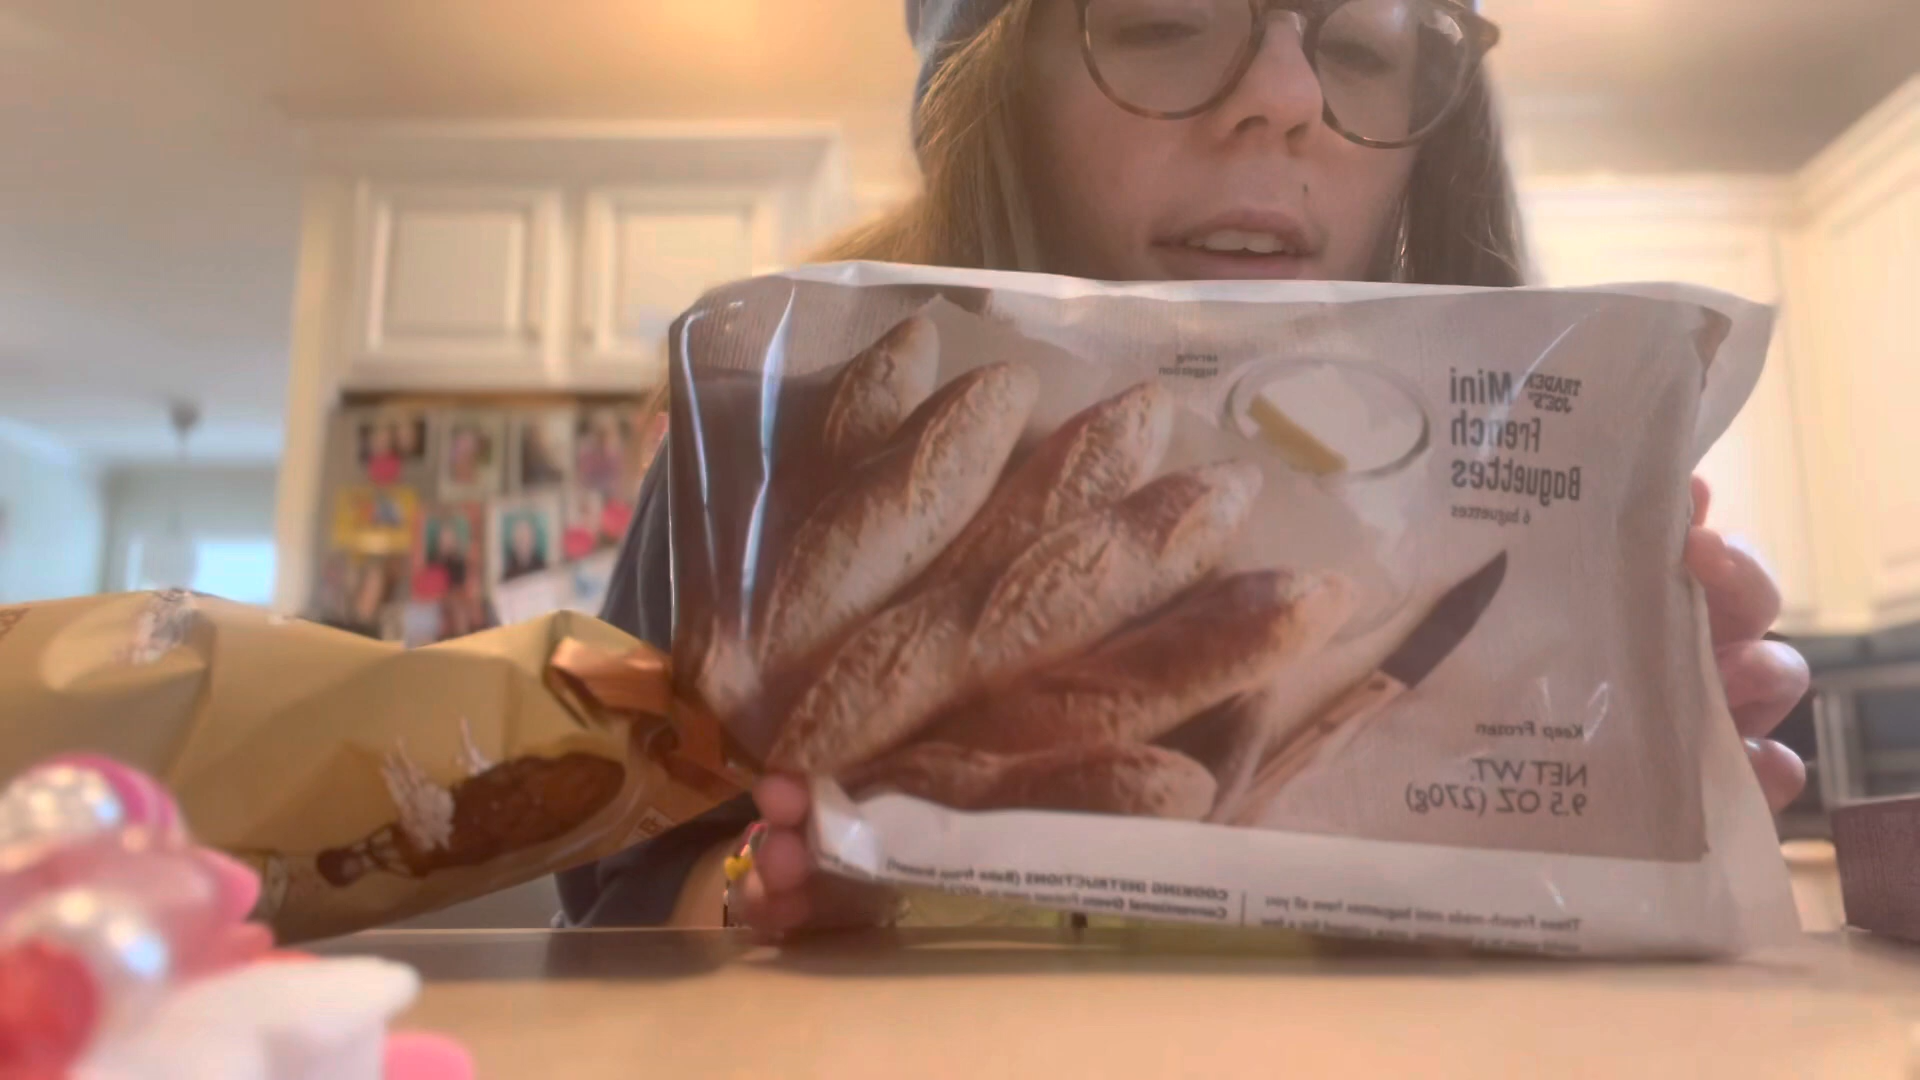 TRADER
JOE'S
Mini
French
Baguettes
6 baguettes
serving
suggestion
Keep Frozen
NET WT.
9.5 OZ (270g)
These French-made mini baguettes have all you
COOKING INSTRUCTIONS (Bake from frozen)
Conventional Oven: